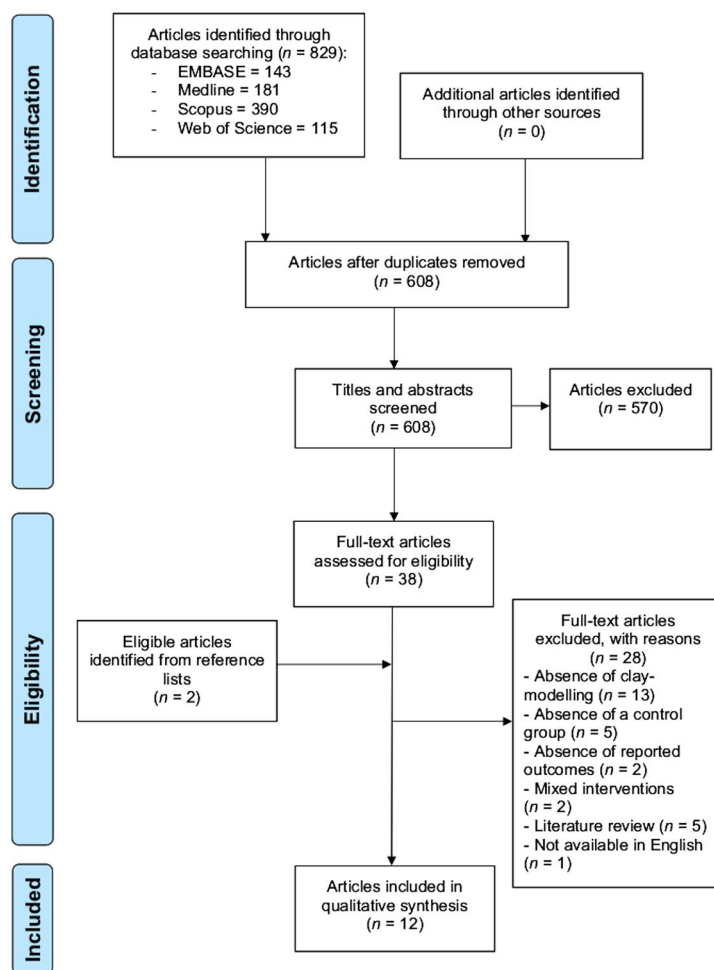 Identification
Articles identified through
database searching (n = 829):
- EMBASE = 143
- Medline = 181
- Scopus = 390
- Web of Science = 115
Additional articles identified
through other sources
(n = 0)
Articles after duplicates removed
(n = 608)
Screening
Titles and abstracts
screened
(n = 608)
Articles excluded
(n = 570)
Eligibility
Full-text articles
assessed for eligibility
(n = 38)
Eligible articles
identified from reference
lists
(n = 2)
Full-text articles
excluded, with reasons
(n = 28)
- Absence of clay-
modelling (n = 13)
- Absence of a control
group (n = 5)
- Absence of reported
outcomes (n = 2)
- Mixed interventions
(n = 2)
- Literature review (n = 5)
- Not available in English
(n = 1)
Included
Articles included in
qualitative synthesis
(n = 12)